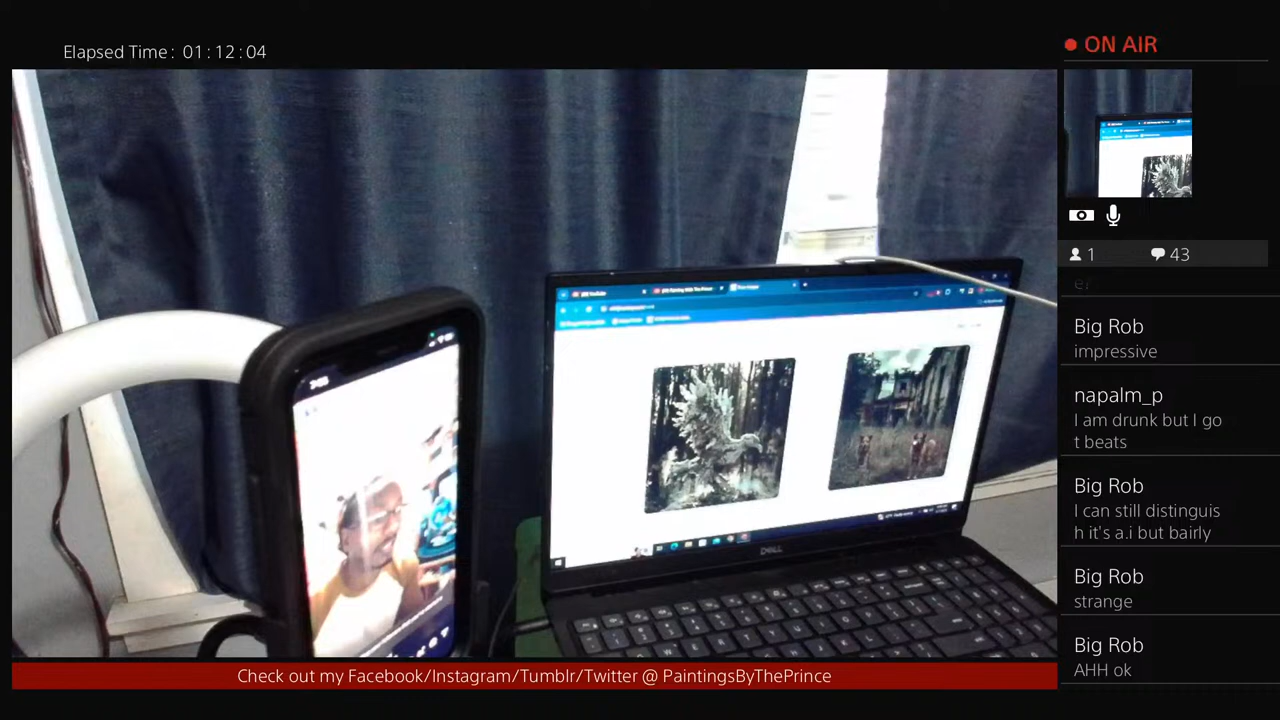 Elapsed Time: 01:12:04
ON AIR
1
43
Big Rob
impressive
napalm_p
I am drunk but I go
t beats
Big Rob
I can still distinguis
h it's a.i but bairly
Big Rob
strange
Big Rob
AHH ok
DELL
Check out my Facebook/Instagram/Tumblr/Twitter @ PaintingsByThePrince